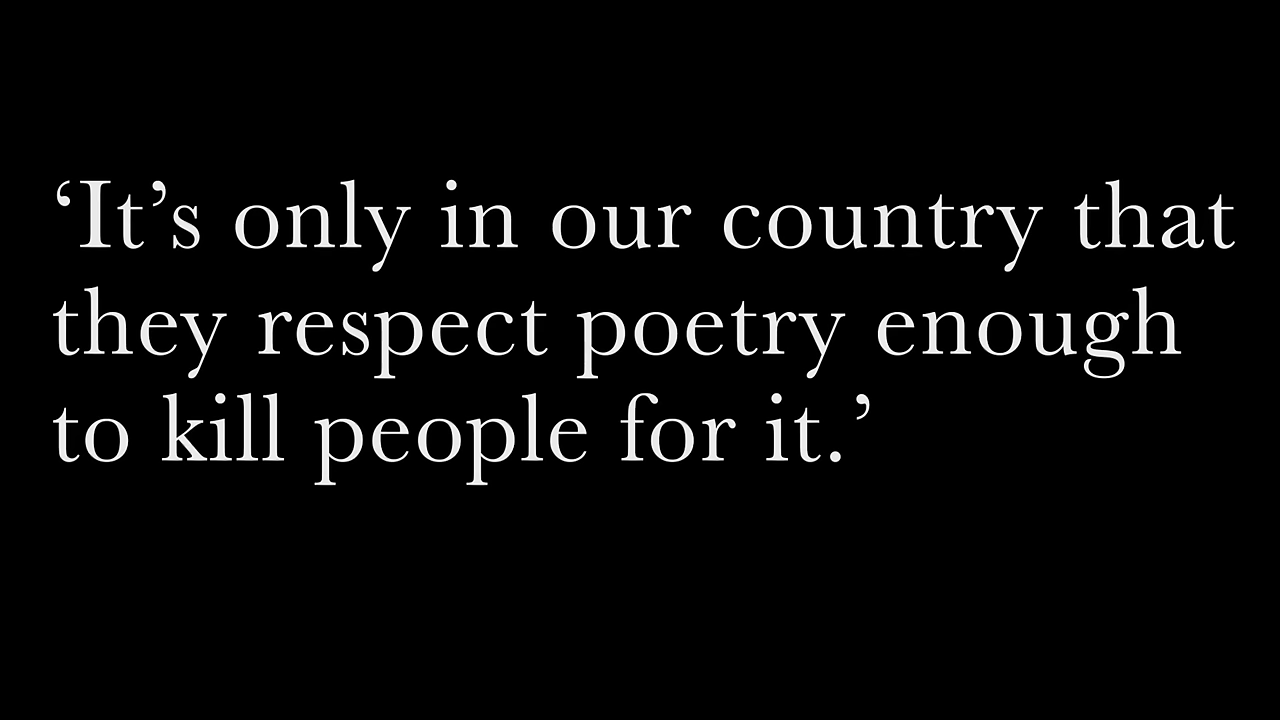 ‘It’s only in our country that
they respect poetry enough
to kill people for it.’